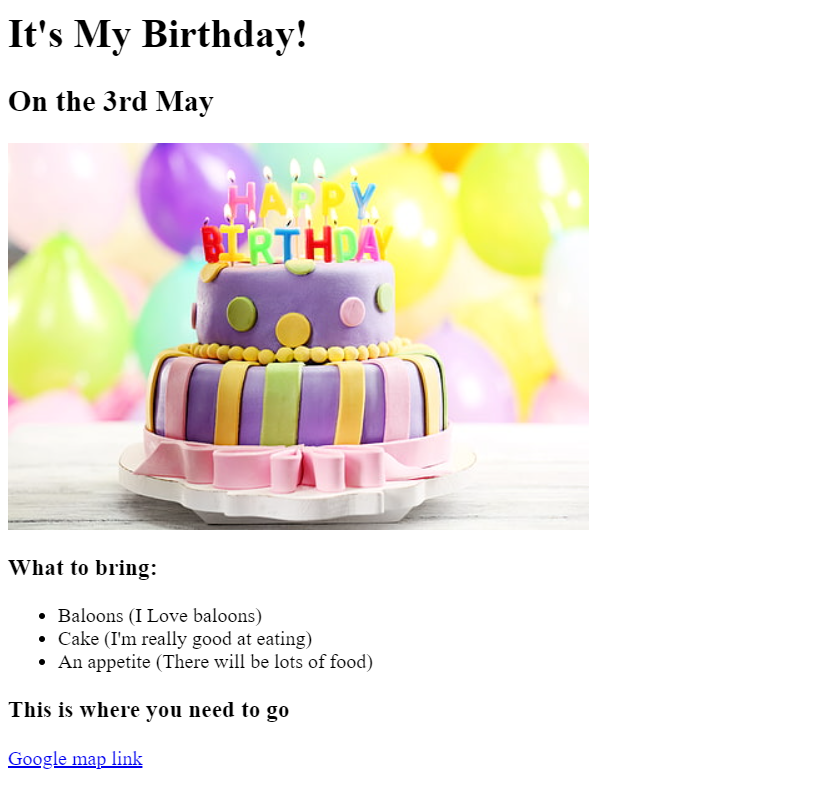 It's My Birthday!
On the 3rd May
HAPPY
BIRTHDAY
What to bring:
Baloons (I Love baloons)
Cake (I'm really good at eating)
An appetite (There will be lots of food)
This is where you need to go
Google map link